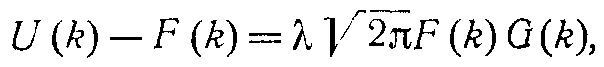 U (k) — F (k) = λ √2π F (k) G (k),